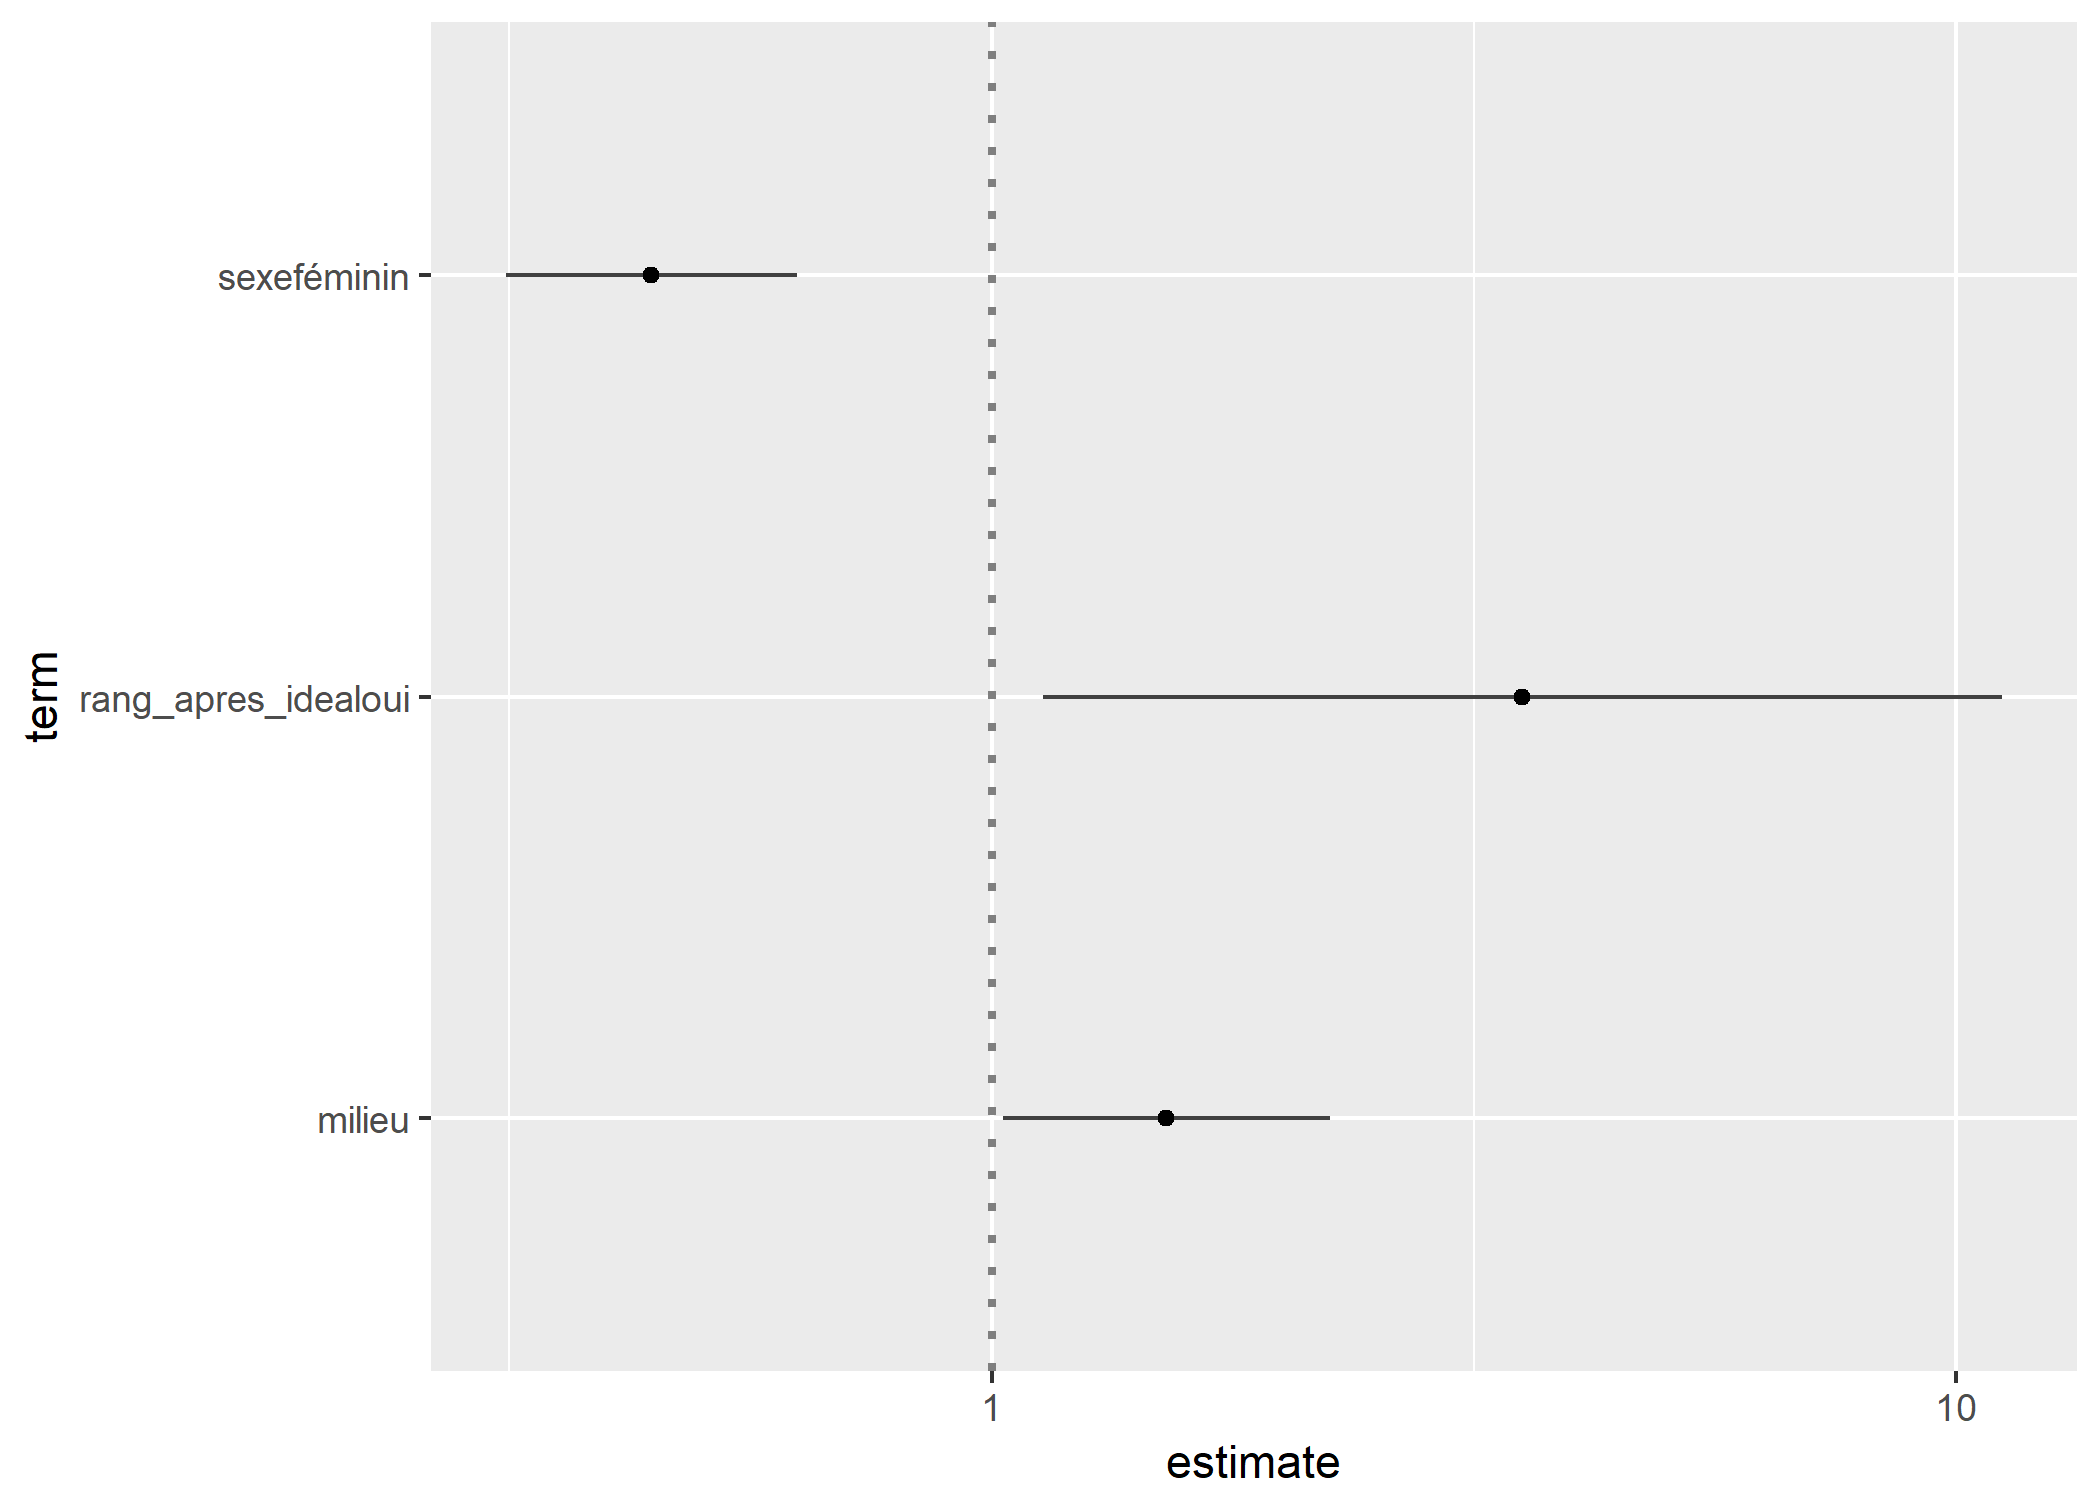 term
sexeféminin
rang_apres_idealoui
milieu
1
10
estimate